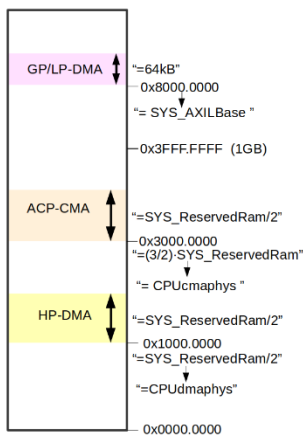 GP/LP-DMA
“=64kB”
0x8000.0000
“= SYS_AXILBase ”
0x3FFF.FFFF (1GB)
ACP-CMA
“=SYS_ReservedRam/2”
0x3000.0000
“=(3/2)·SYS_ReservedRam”
“= CPUcmaphys ”
HP-DMA
“=SYS_ReservedRam/2”
0x1000.0000
“=SYS_ReservedRam/2”
“=CPUdmaphys”
0x0000.0000